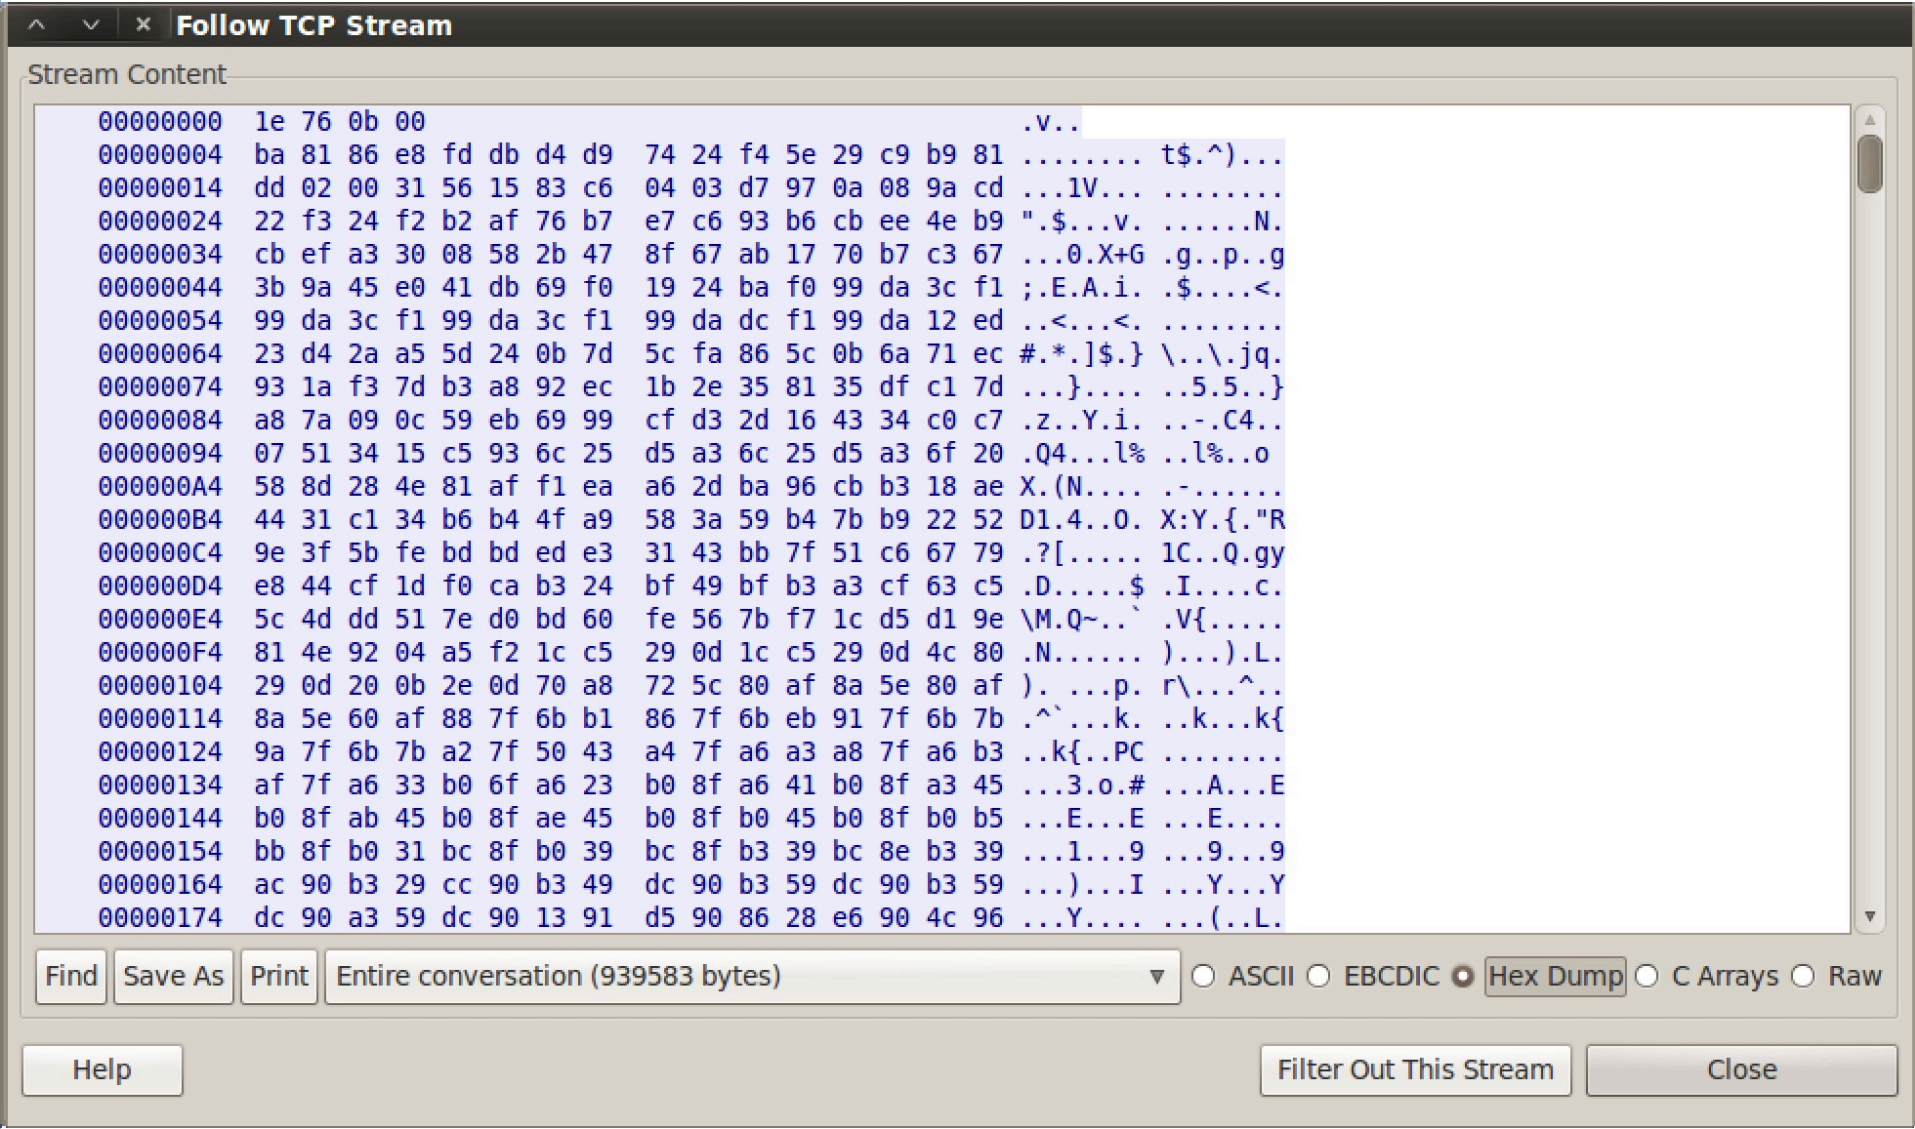 Follow TCP Stream
Stream Content
00000000  1e 76 0b 00                                       .v..
00000004  ba 81 86 e8 fd db d4 d9  74 24 f4 5e 29 c9 b9 81 ........ t$.^)...
00000014  dd 02 00 31 56 15 83 c6  04 03 d7 97 0a 08 9a cd ...1V... ........
00000024  22 f3 24 f2 b2 af 76 b7  e7 c6 93 b6 cb ee 4e b9 ".$...v. ......N.
00000034  cb ef a3 30 08 58 2b 47  8f 67 ab 17 70 b7 c3 67 ...0.X+G .g..p..g
00000044  3b 9a 45 e0 41 db 69 f0  19 24 ba f0 99 da 3c f1 ;.E.A.i. .$....<.
00000054  99 da 3c f1 99 da 3c f1  99 da dc f1 99 da 12 ed ..<...<. ........
00000064  23 d4 2a a5 5d 24 0b 7d  5c fa 86 5c 0b 6a 71 ec #.*.]$.} \..\.jq.
00000074  93 1a f3 7d b3 a8 92 ec  1b 2e 35 81 35 df c1 7d ...}.... ..5.5..}
00000084  a8 7a 09 0c 59 eb 69 99  cf d3 2d 16 43 34 c0 c7 .z..Y.i. ..-.C4..
00000094  07 51 34 15 c5 93 6c 25  d5 a3 6c 25 d5 a3 6f 20 .Q4...l% ..l%..o
000000A4  58 8d 28 4e 81 af f1 ea  a6 2d ba 96 cb b3 18 ae X.(N.... .-......
000000B4  44 31 c1 34 b6 b4 4f a9  58 3a 59 b4 7b b9 22 52 D1.4..O. X:Y.{."R
000000C4  9e 3f 5b fe bd bd ed e3  31 43 bb 7f 51 c6 67 79 .?[..... 1C..Q.gy
000000D4  e8 44 cf 1d f0 ca b3 24  bf 49 bf b3 a3 cf 63 c5 .D.....$ .I....c.
000000E4  5c 4d dd 51 7e d0 bd 60  fe 56 7b f7 1c d5 d1 9e \M.Q~..` .V{.....
000000F4  81 4e 92 04 a5 f2 1c c5  29 0d 1c c5 29 0d 4c 80 .N...... )...).L.
00000104  29 0d 20 0b 2e 0d 70 a8  72 5c 80 af 8a 5e 80 af ). ...p. r\...^..
00000114  8a 5e 60 af 88 7f 6b b1  86 7f 6b eb 91 7f 6b 7b .^`...k. ..k...k{
00000124  9a 7f 6b 7b a2 7f 50 43  a4 7f a6 a3 a8 7f a6 b3 ..k{..PC ........
00000134  af 7f a6 33 b0 6f a6 23  b0 8f a6 41 b0 8f a3 45 ...3.o.# ...A...E
00000144  b0 8f ab 45 b0 8f ae 45  b0 8f b0 45 b0 8f b0 b5 ...E...E ...E....
00000154  bb 8f b0 31 bc 8f b0 39  bc 8f b3 39 bc 8e b3 39 ...1...9 ...9...9
00000164  ac 90 b3 29 cc 90 b3 49  dc 90 b3 59 dc 90 b3 59 ...)...I ...Y...Y
00000174  dc 90 a3 59 dc 90 13 91  d5 90 86 28 e6 90 4c 96 ...Y.... ...(..L.
Find Save As Print Entire conversation (939583 bytes) ASCII EBCDIC Hex Dump C Arrays Raw
Help Filter Out This Stream Close